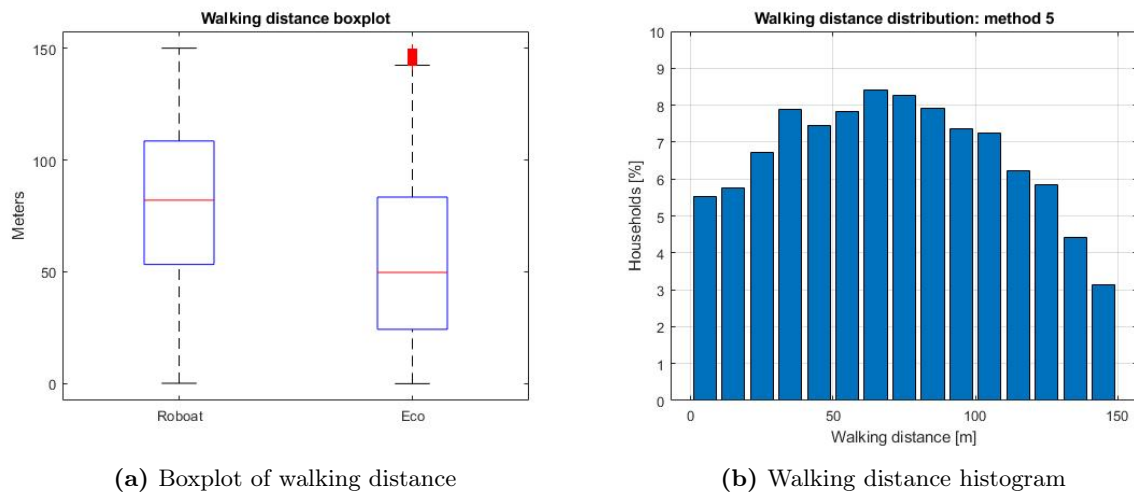 Walking distance boxplot
150
100
50
0
Meters
Roboat
Eco
(a) Boxplot of walking distance
Walking distance distribution: method 5
10
9
8
7
6
5
4
3
2
1
0
Households [%]
0
50
100
150
Walking distance [m]
(b) Walking distance histogram